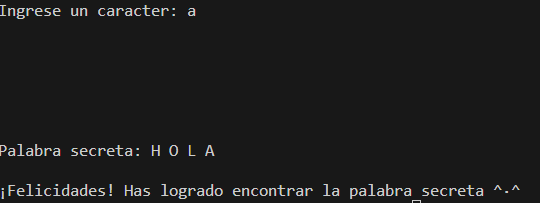 Ingrese un caracter: a
Palabra secreta: H O L A
¡Felicidades! Has logrado encontrar la palabra secreta ^·^